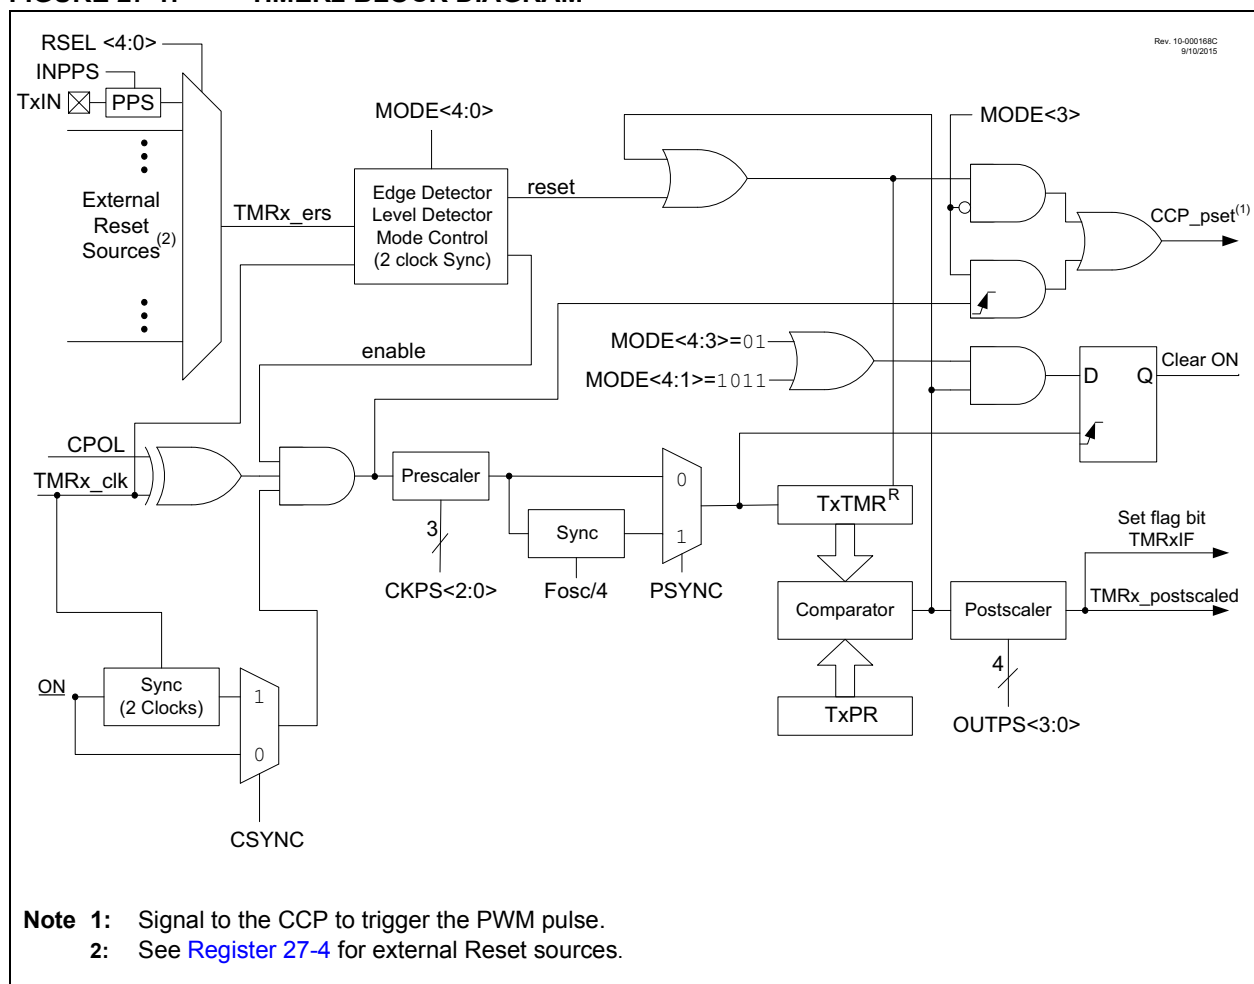 RSEL <4:0>
Rev. 10-000168C
9/10/2015
INPPS
TxIN
PPS
MODE<4:0>
MODE<3>
External
Reset
Sources(2)
TMRx_ers
Edge Detector
Level Detector
Mode Control
(2 clock Sync)
reset
CCP_pset(1)
enable
MODE<4:3>=01
MODE<4:1>=1011
D
Q
Clear ON
CPOL
TMRx_clk
Prescaler
0
1
Sync
3
CKPS<2:0>
Fosc/4
PSYNC
TxTMR
R
Set flag bit
TMRxIF
Comparator
Postscaler
TMRx_postscaled
4
OUTPS<3:0>
TxPR
ON
Sync
(2 Clocks)
1
0
CSYNC
Note 1: Signal to the CCP to trigger the PWM pulse.
2: See Register 27-4 for external Reset sources.